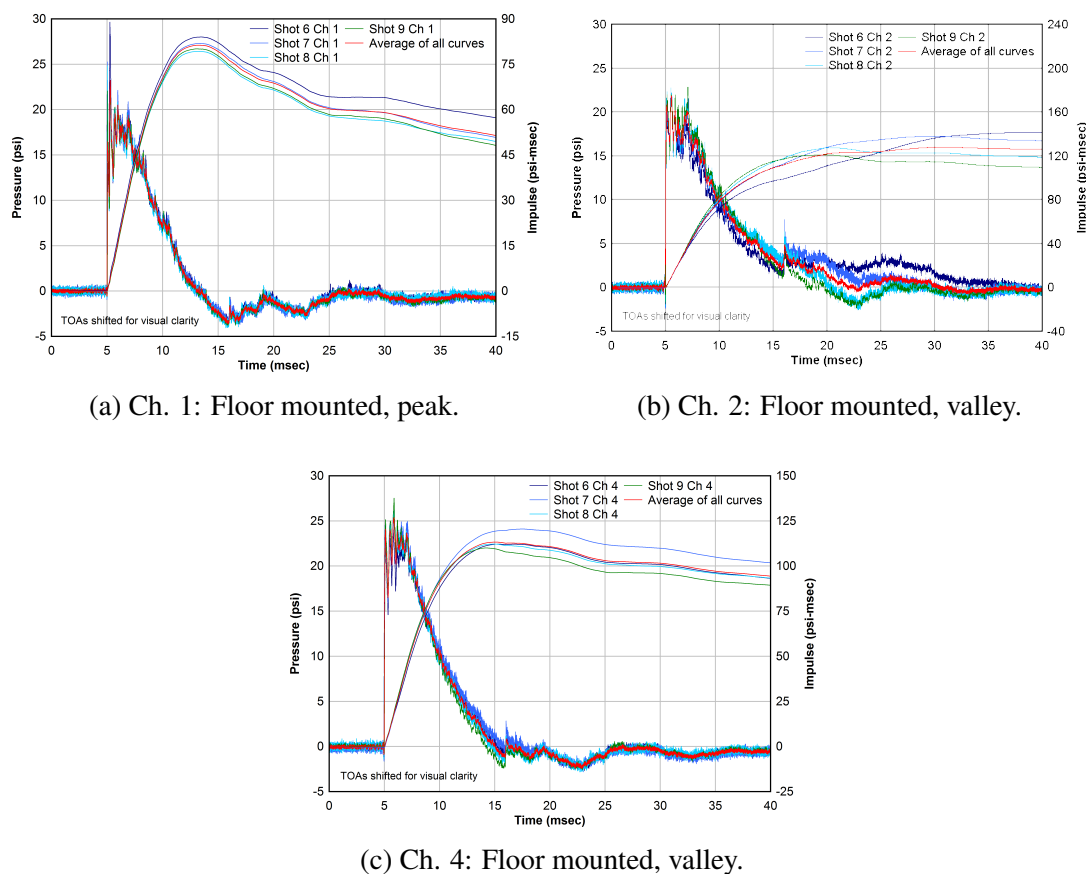 Shot 6 Ch 1 Shot 9 Ch 1
Shot 7 Ch 1 Average of all curves
Shot 8 Ch 1
30 25 20 15 10 5 0 -5
Pressure (psi)
90 75 60 45 30 15 0 -15
Impulse (psi-msec)
TOAs shifted for visual clarity
0 5 10 15 20 25 30 35 40
Time (msec)
(a) Ch. 1: Floor mounted, peak.
Shot 6 Ch 2 Shot 9 Ch 2
Shot 7 Ch 2 Average of all curves
Shot 8 Ch 2
30 25 20 15 10 5 0 -5
Pressure (psi)
240 200 160 120 80 40 0 -40
Impulse (psi-msec)
TOAs shifted for visual clarity
0 5 10 15 20 25 30 35 40
Time (msec)
(b) Ch. 2: Floor mounted, valley.
Shot 6 Ch 4 Shot 9 Ch 4
Shot 7 Ch 4 Average of all curves
Shot 8 Ch 4
30 25 20 15 10 5 0 -5
Pressure (psi)
150 125 100 75 50 25 0 -25
Impulse (psi-msec)
TOAs shifted for visual clarity
0 5 10 15 20 25 30 35 40
Time (msec)
(c) Ch. 4: Floor mounted, valley.